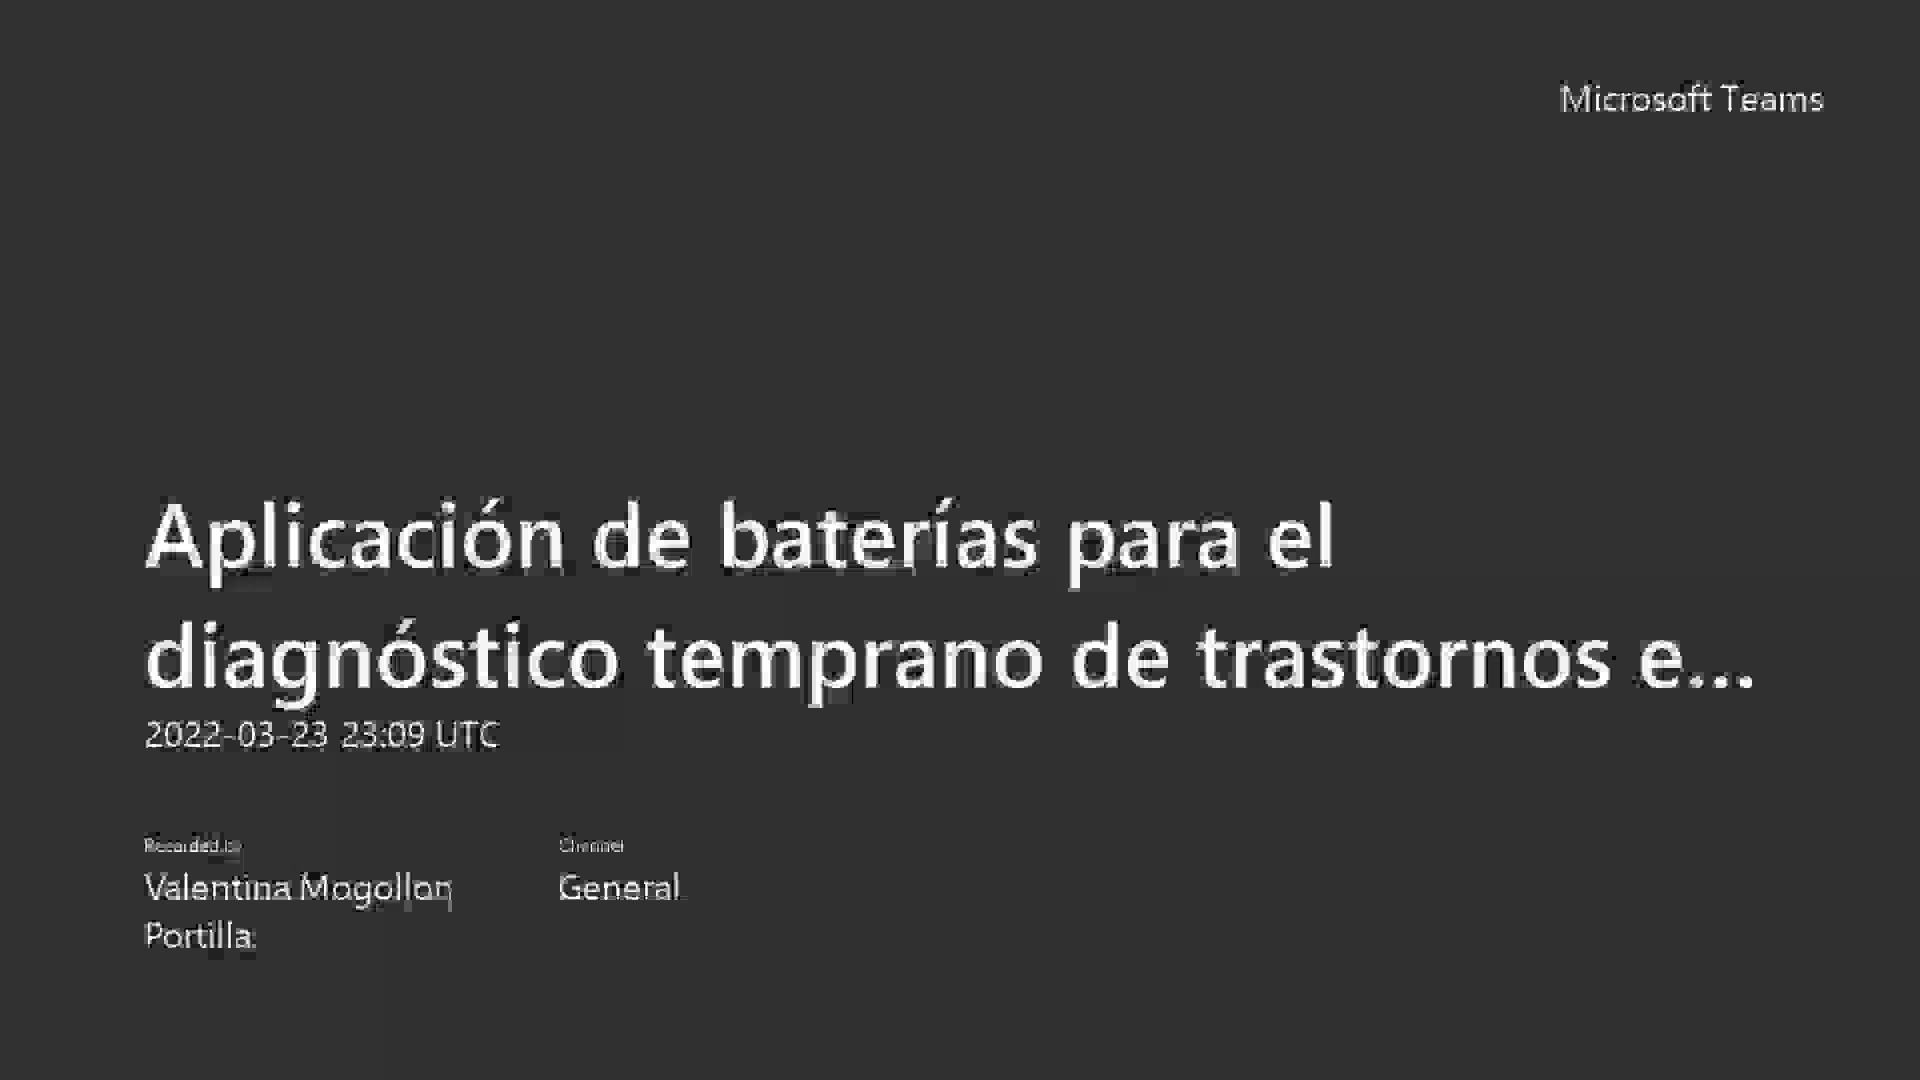 Microsoft Teams
Aplicación de baterías para el
diagnóstico temprano de trastornos e...
2022-03-23 23:09 UTC
Recorded by
Channel
Valentina Mogollon
General
Portilla